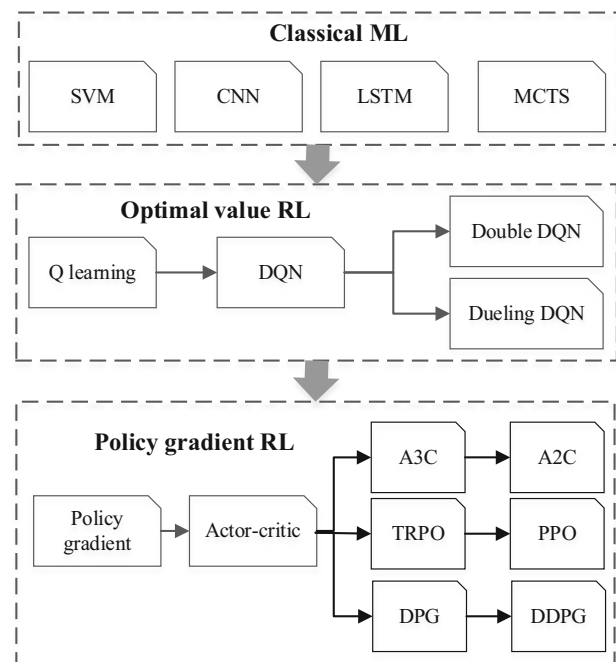 Classical ML
SVM
CNN
LSTM
MCTS
Optimal value RL
Q learning
DQN
Double DQN
Dueling DQN
Policy gradient RL
Policy
gradient
Actor-critic
A3C
A2C
TRPO
PPO
DPG
DDPG